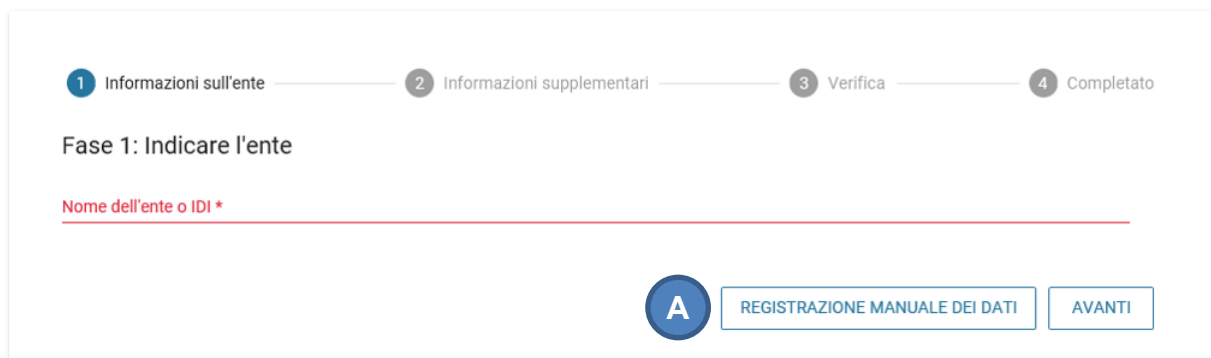 1 Informazioni sull'ente 2 Informazioni supplementari 3 Verifica 4 Completato
Fase 1: Indicare l'ente
Nome dell'ente o IDI *
A REGISTRAZIONE MANUALE DEI DATI AVANTI